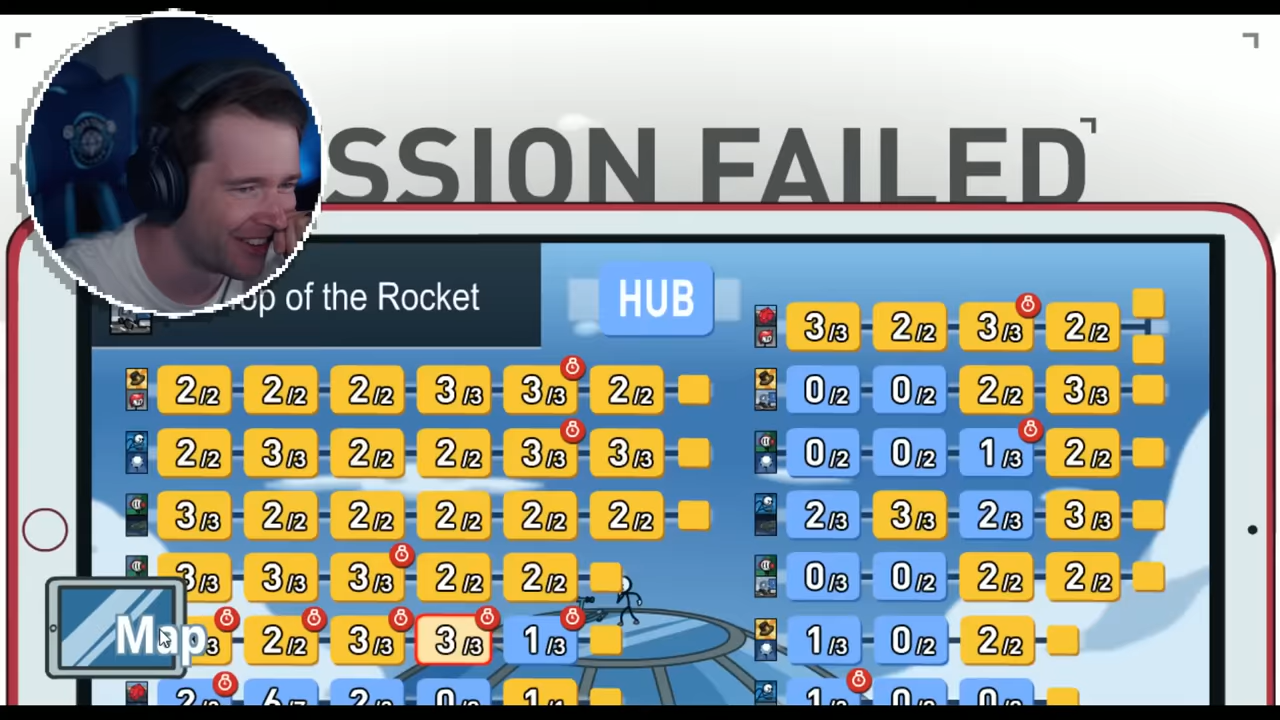 SSION FAILED
op of the Rocket
HUB
3/3 2/2 3/3 2/2
2/2 2/2 2/2 3/3 3/3 2/2
0/2 0/2 2/2 3/3
2/2 3/3 2/2 2/2 3/3 3/3
0/2 0/2 1/3 2/2
3/3 2/2 2/2 2/2 2/2 2/2
2/3 3/3 2/3 3/3
3/3 3/3 3/3 2/2 2/2
0/3 0/2 2/2 2/2
Map
3 2/2 3/3 3/3 1/3
1/3 0/2 2/2